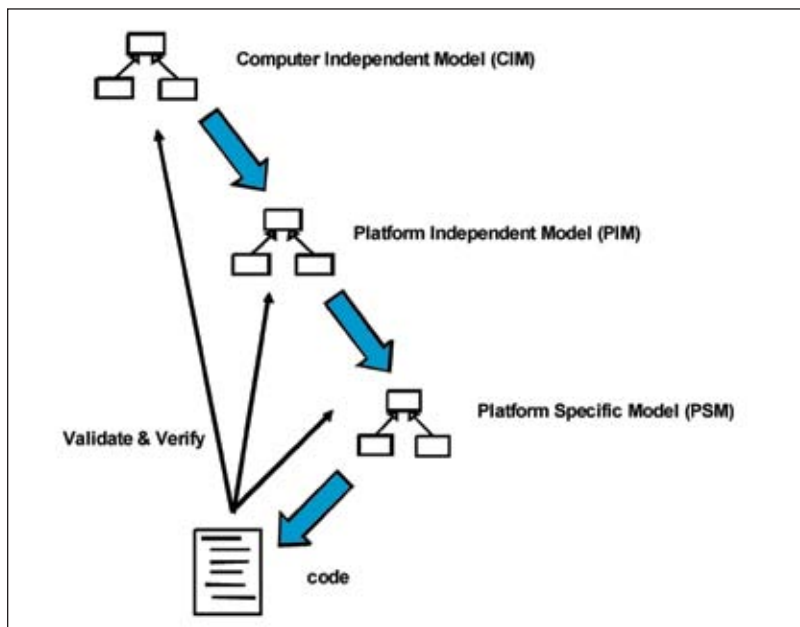 Computer Independent Model (CIM)
Platform Independent Model (PIM)
Platform Specific Model (PSM)
Validate & Verify
code